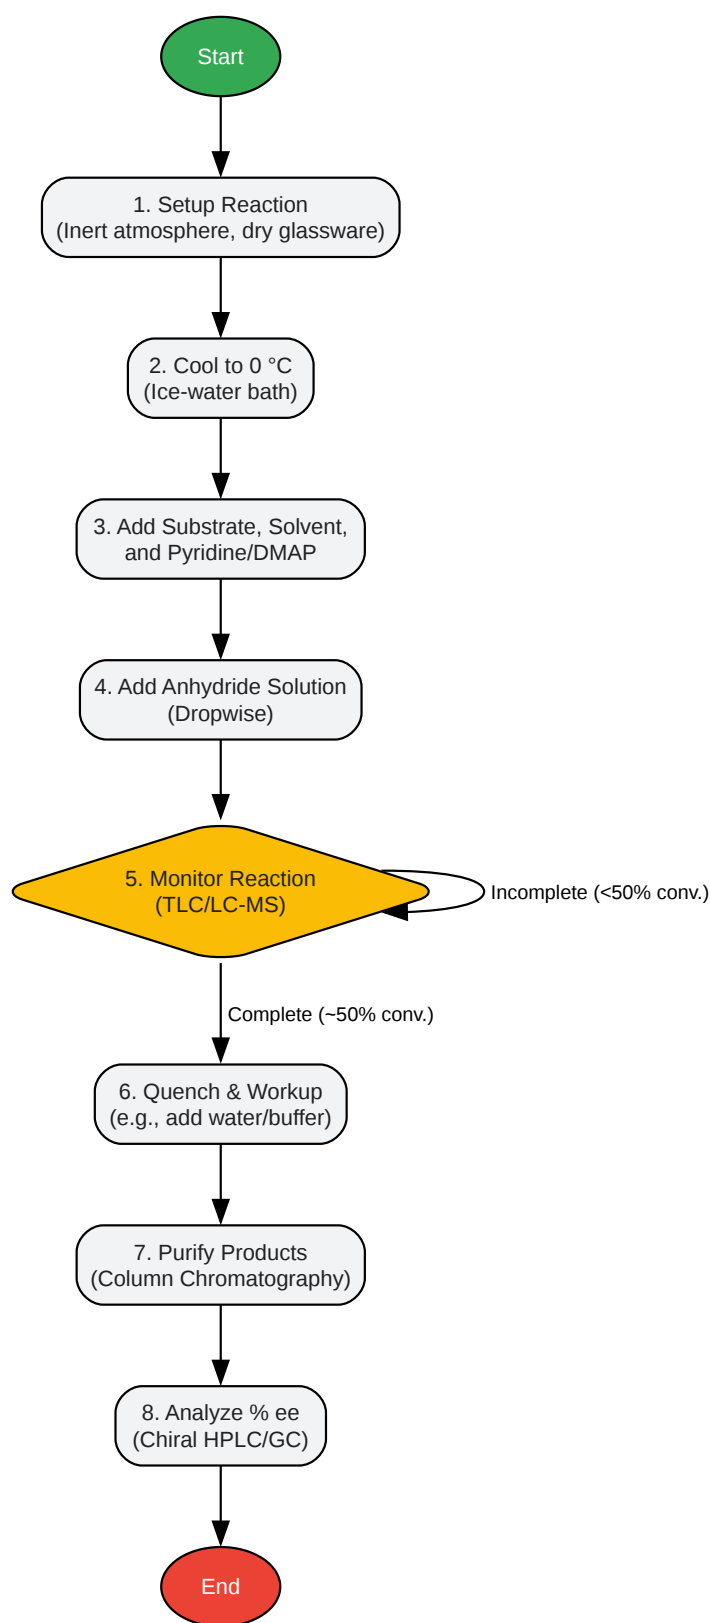 Start
1. Setup Reaction
(Inert atmosphere, dry glassware)
2. Cool to 0 °C
(Ice-water bath)
3. Add Substrate, Solvent,
and Pyridine/DMAP
4. Add Anhydride Solution
(Dropwise)
5. Monitor Reaction
(TLC/LC-MS)
Incomplete (<50% conv.)
Complete (~50% conv.)
6. Quench & Workup
(e.g., add water/buffer)
7. Purify Products
(Column Chromatography)
8. Analyze % ee
(Chiral HPLC/GC)
End